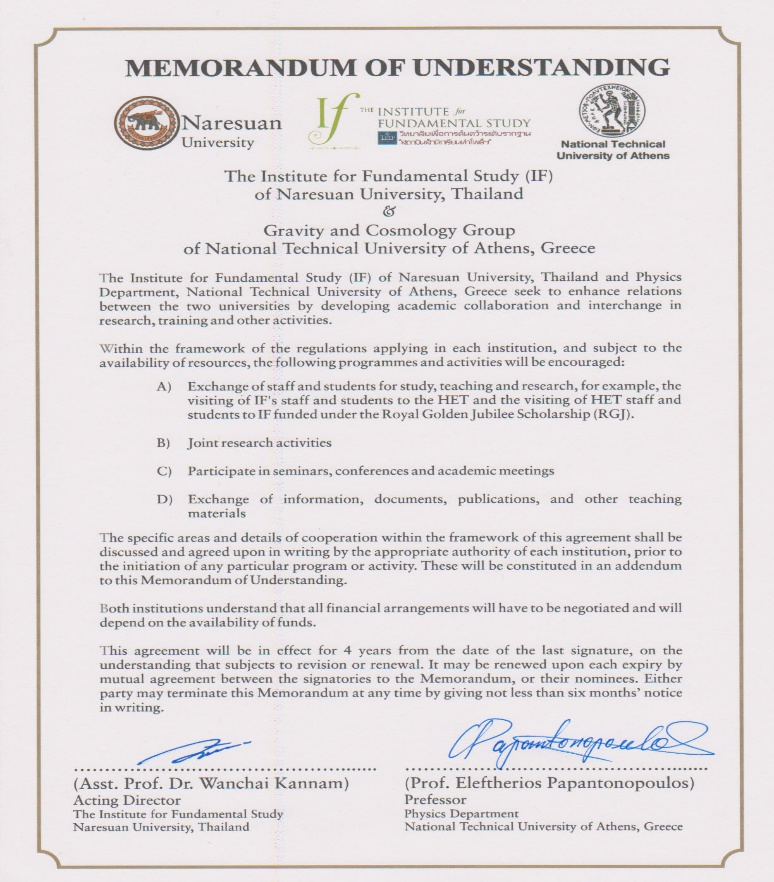 MEMORANDUM OF UNDERSTANDING
Naresuan
University
If
THE INSTITUTE for
FUNDAMENTAL STUDY
วิทยาลัยเพื่อการค้นคว้าระดับรากฐาน
National Technical
University of Athens
The Institute for Fundamental Study (IF)
of Naresuan University, Thailand
&
Gravity and Cosmology Group
of National Technical University of Athens, Greece
The Institute for Fundamental Study (IF) of Naresuan University, Thailand and Physics
Department, National Technical University of Athens, Greece seek to enhance relations
between the two universities by developing academic collaboration and interchange in
research, training and other activities.
Within the framework of the regulations applying in each institution, and subject to the
availability of resources, the following programmes and activities will be encouraged:
A) Exchange of staff and students for study, teaching and research, for example, the
visiting of IF's staff and students to the HET and the visiting of HET staff and
students to IF funded under the Royal Golden Jubilee Scholarship (RGJ).
B) Joint research activities
C) Participate in seminars, conferences and academic meetings
D) Exchange of information, documents, publications, and other teaching
materials
The specific areas and details of cooperation within the framework of this agreement shall be
discussed and agreed upon in writing by the appropriate authority of each institution, prior to
the initiation of any particular program or activity. These will be constituted in an addendum
to this Memorandum of Understanding.
Both institutions understand that all financial arrangements will have to be negotiated and will
depend on the availability of funds.
This agreement will be in effect for 4 years from the date of the last signature, on the
understanding that subjects to revision or renewal. It may be renewed upon each expiry by
mutual agreement between the signatories to the Memorandum, or their nominees. Either
party may terminate this Memorandum at any time by giving not less than six months' notice
in writing.
Papantonopoulos
(Asst. Prof. Dr. Wanchai Kannam)
Acting Director
The Institute for Fundamental Study
Naresuan University, Thailand
(Prof. Eleftherios Papantonopoulos)
Prefessor
Physics Department
National Technical University of Athens, Greece